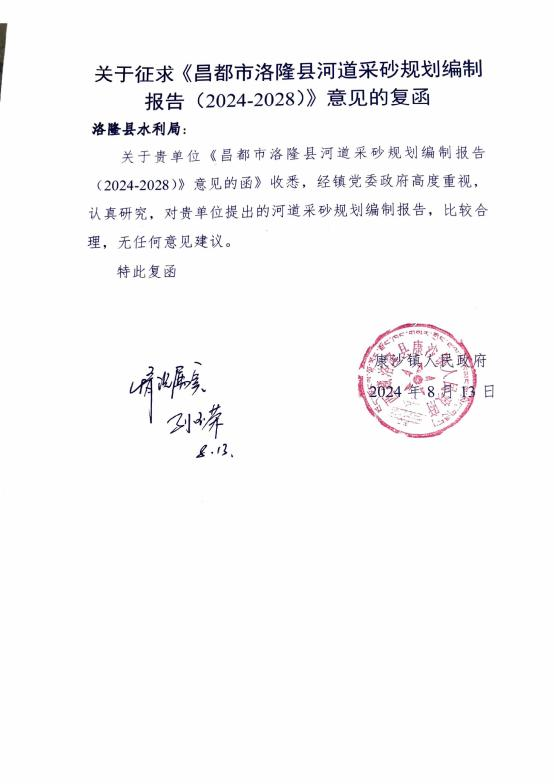 关于征求《昌都市洛隆县河道采砂规划编制
报告（2024-2028）》意见的复函
洛隆县水利局：
关于贵单位《昌都市洛隆县河道采砂规划编制报告
（2024-2028）》意见的函》收悉，经镇党委政府高度重视，
认真研究，对贵单位提出的河道采砂规划编制报告，比较合
理，无任何意见建议。
特此复函
康沙镇人民政府
2024 年 8 月 13 日
情况属实
8.13.